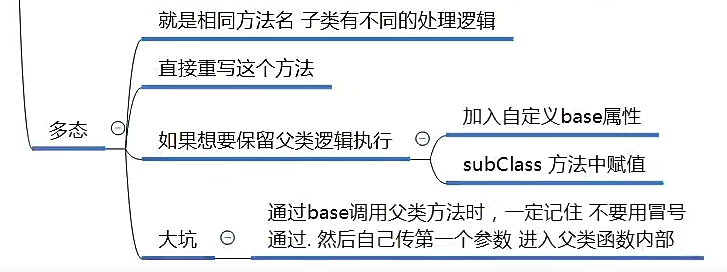 就是相同方法名 子类有不同的处理逻辑
直接重写这个方法
多态
如果想要保留父类逻辑执行
加入自定义base属性
subClass 方法中赋值
大坑
通过base调用父类方法时，一定记住 不要用冒号
通过. 然后自己传第一个参数 进入父类函数内部